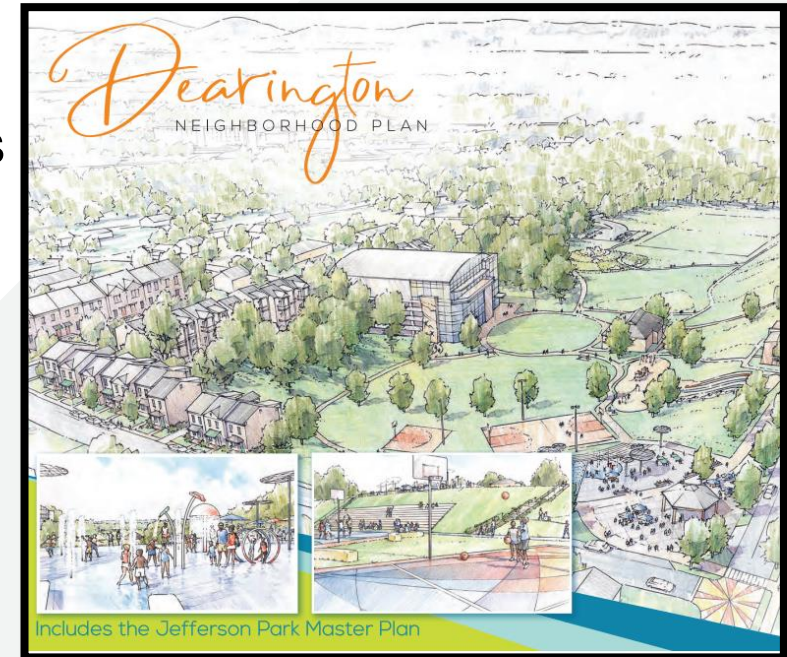 Dearington
NEIGHBORHOOD PLAN
s
Includes the Jefferson Park Master Plan